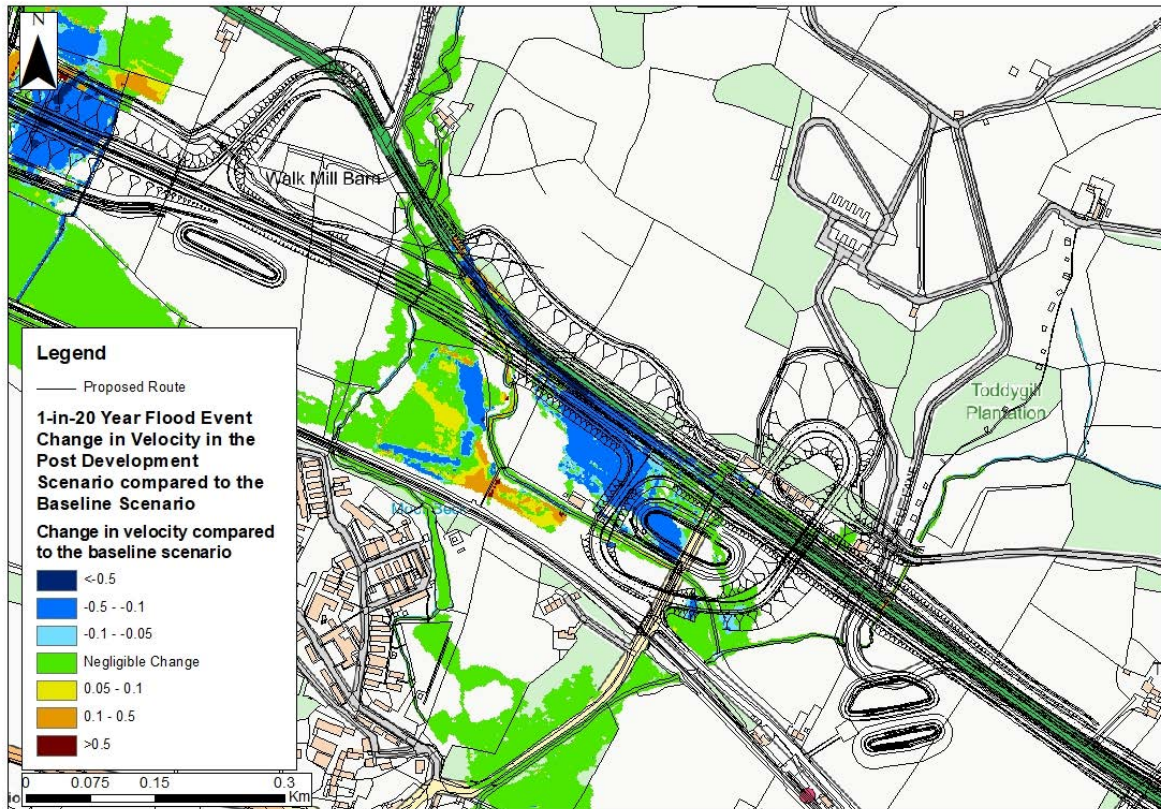 N
Walk Mill Barn
Toddygill
Plantation
Legend
Proposed Route
1-in-20 Year Flood Event
Change in Velocity in the
Post Development
Scenario compared to the
Baseline Scenario
Change in velocity compared
to the baseline scenario
<-0.5
-0.5 - -0.1
-0.1 - -0.05
Negligible Change
0.05 - 0.1
0.1 - 0.5
>0.5
0 0.075 0.15 0.3
Km